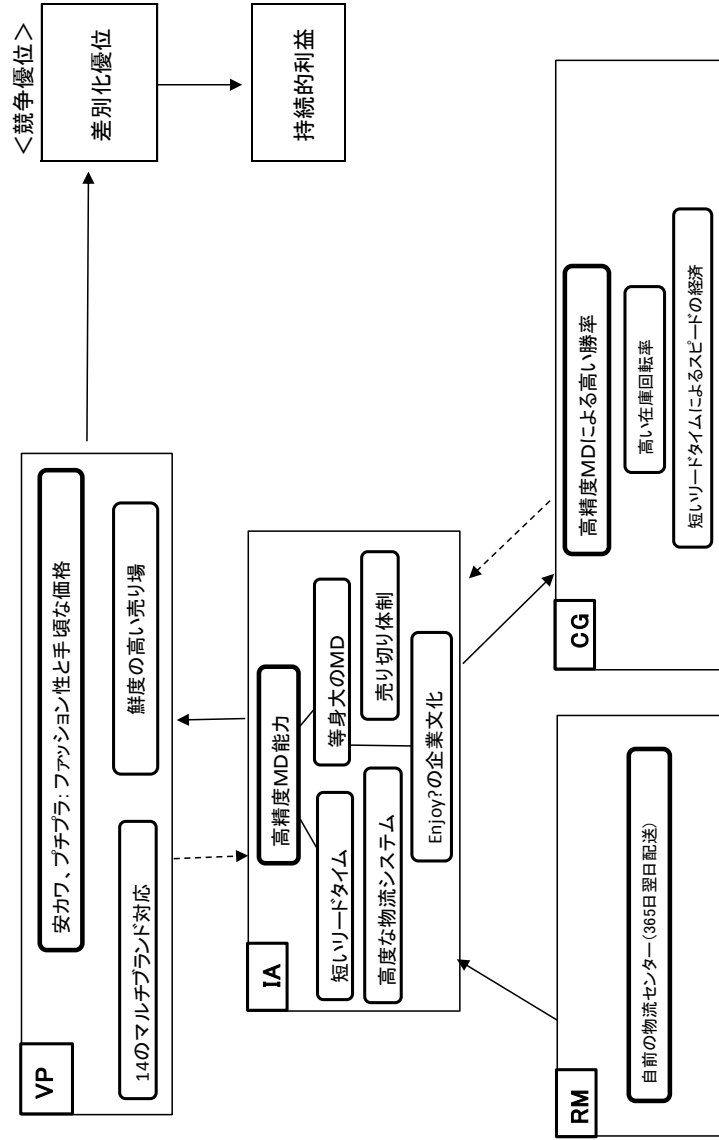 VP
安カワ、プチプラ:ファッション性と手頃な価格
14のマルチブランド対応
鮮度の高い売り場
<競争優位>
差別化優位
持続的利益
IA
高精度MD能力
短いリードタイム
等身大のMD
高度な物流システム
売り切り体制
Enjoy?の企業文化
RM
自前の物流センター(365日翌日配送)
CG
高精度MDによる高い勝率
高い在庫回転率
短いリードタイムによるスピードの経済